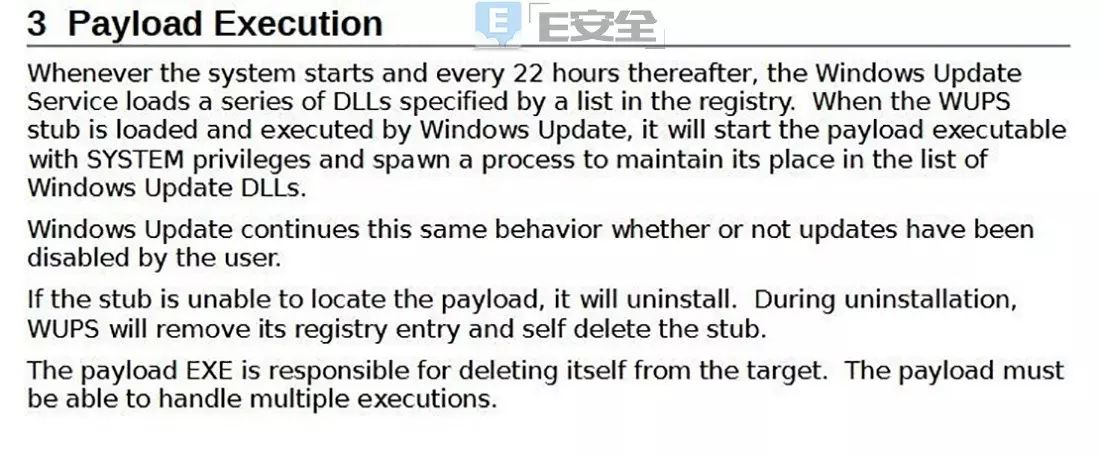 3 Payload Execution
E E安全
Whenever the system starts and every 22 hours thereafter, the Windows Update
Service loads a series of DLLs specified by a list in the registry. When the WUPS
stub is loaded and executed by Windows Update, it will start the payload executable
with SYSTEM privileges and spawn a process to maintain its place in the list of
Windows Update DLLs.
Windows Update continues this same behavior whether or not updates have been
disabled by the user.
If the stub is unable to locate the payload, it will uninstall. During uninstallation,
WUPS will remove its registry entry and self delete the stub.
The payload EXE is responsible for deleting itself from the target. The payload must
be able to handle multiple executions.